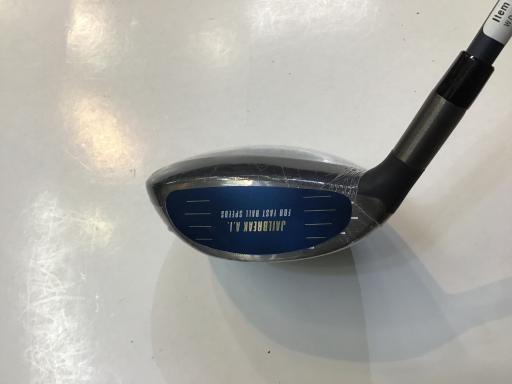 Item
JAILBREAK A.I.
FOR FAST BALL SPEEDS